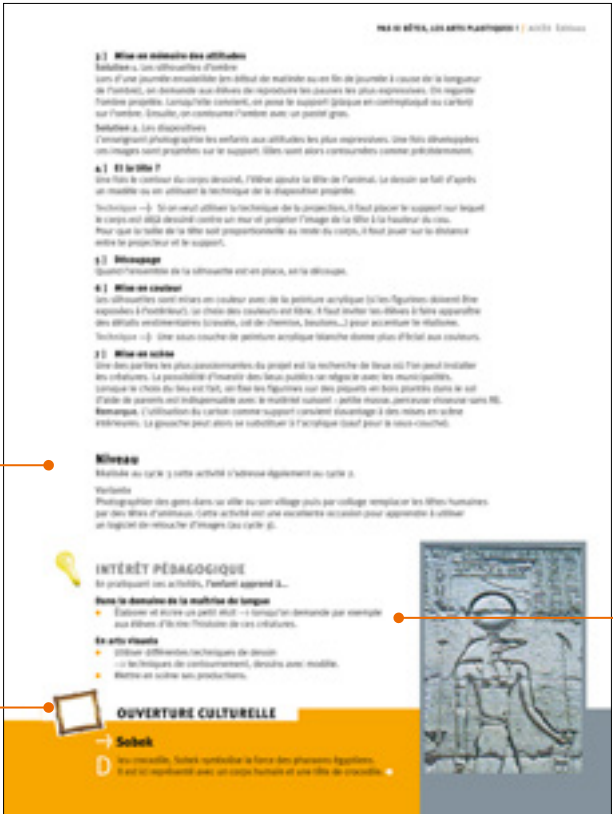 PAS SI BÊTES, LES ARTS PLASTIQUES ! / Accès Éditions
3 | Mise en mémoire des attitudes
Solution 1. Les silhouettes d'ombre
Lors d'une journée ensoleillée (en début de matinée ou en fin de journée à cause de la longueur
de l'ombre), on demande aux élèves de reproduire les pauses les plus expressives. On regarde
l'ombre projetée. Lorsqu'elle convient, on pose le support (plaque en contreplaqué ou carton)
sur l'ombre. Ensuite, on contourne l'ombre avec un pastel gras.
Solution 2. Les diapositives
L'enseignant photographie les enfants aux attitudes les plus expressives. Une fois développées
ces images sont projetées sur le support. Elles sont alors contournées comme précédemment.
4 | Et la tête ?
Une fois le contour du corps dessiné, l'élève ajoute la tête de l'animal. Le dessin se fait d'après
un modèle ou en utilisant la technique de la diapositive projetée.
Technique → Si on veut utiliser la technique de la projection, il faut placer le support sur lequel
le corps est déjà dessiné contre un mur et projeter l'image de la tête à la hauteur du cou.
Pour que la taille de la tête soit proportionnelle au reste du corps, il faut jouer sur la distance
entre le projecteur et le support.
5 | Découpage
Quand l'ensemble de la silhouette est en place, on la découpe.
6 | Mise en couleur
Les silhouettes sont mises en couleur avec de la peinture acrylique (si les figurines doivent être
exposées à l'extérieur). Le choix des couleurs est libre. Il faut inviter les élèves à faire apparaître
des détails vestimentaires (cravate, col de chemise, boutons...) pour accentuer le réalisme.
Technique → Une sous couche de peinture acrylique blanche donne plus d'éclat aux couleurs.
7 | Mise en scène
Une des parties les plus passionnantes du projet est la recherche de lieux où l'on peut installer
les créatures. La possibilité d'investir des lieux publics se négocie avec les municipalités.
Lorsque le choix du lieu est fait, on fixe les figurines sur des piquets en bois plantés dans le sol
(l'aide de parents est indispensable avec le matériel suivant : petite masse, perceuse-visseuse sans fil).
Remarque. L'utilisation du carton comme support convient davantage à des mises en scène
intérieures. La gouache peut alors se substituer à l'acrylique (sauf pour la sous-couche).
Niveau
Réalisée au cycle 3 cette activité s'adresse également au cycle 2.
Variante
Photographier des gens dans sa ville ou son village puis par collage remplacer les têtes humaines
par des têtes d'animaux. Cette activité est une excellente occasion pour apprendre à utiliser
un logiciel de retouche d'images (au cycle 3).
INTÉRÊT PÉDAGOGIQUE
En pratiquant ces activités, l'enfant apprend à...
Dans le domaine de la maîtrise de langue
Élaborer et écrire un petit récit → lorsqu'on demande par exemple
aux élèves d'écrire l'histoire de ces créatures.
En arts visuels
Utiliser différentes techniques de dessin
→ techniques de contournement, dessins avec modèle.
Mettre en scène ses productions.
OUVERTURE CULTURELLE
→ Sobek
Dieu crocodile, Sobek symbolise la force des pharaons égyptiens.
Il est ici représenté avec un corps humain et une tête de crocodile.